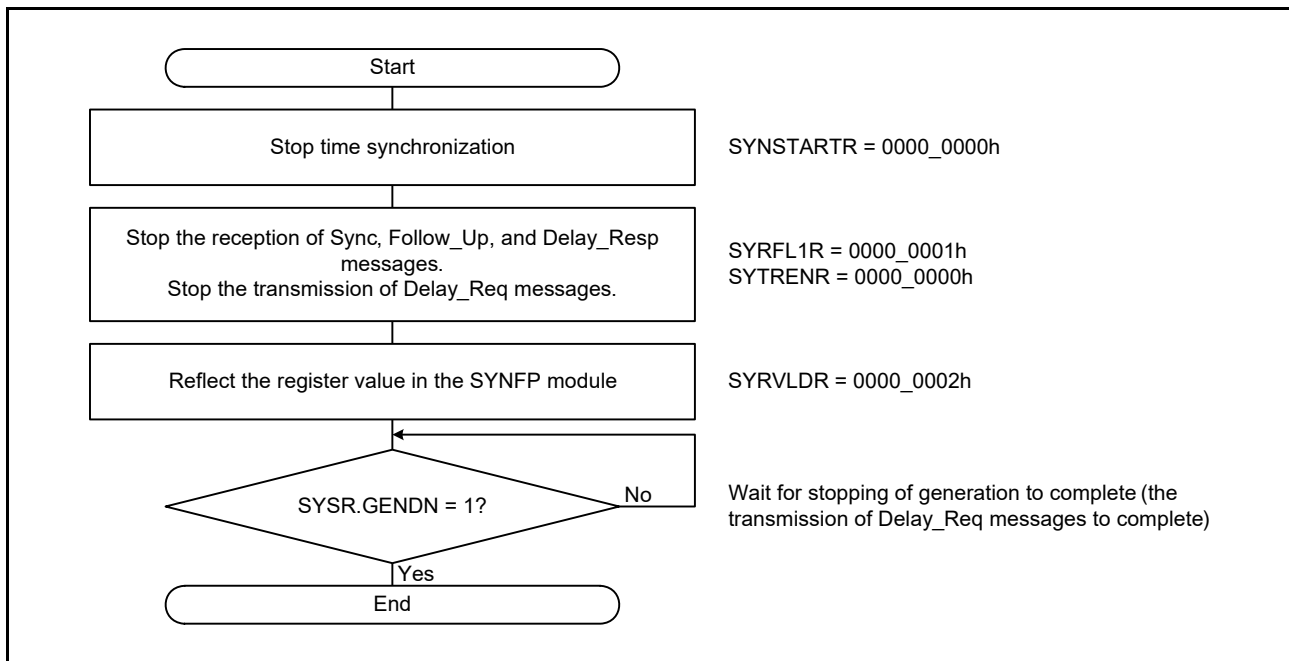 Start
Stop time synchronization
SYNSTARTR = 0000_0000h
Stop the reception of Sync, Follow_Up, and Delay_Resp
messages.
Stop the transmission of Delay_Req messages.
SYRFL1R = 0000_0001h
SYTRENR = 0000_0000h
Reflect the register value in the SYNFP module
SYRVLDR = 0000_0002h
SYSR.GENDN = 1?
No
Wait for stopping of generation to complete (the
transmission of Delay_Req messages to complete)
Yes
End